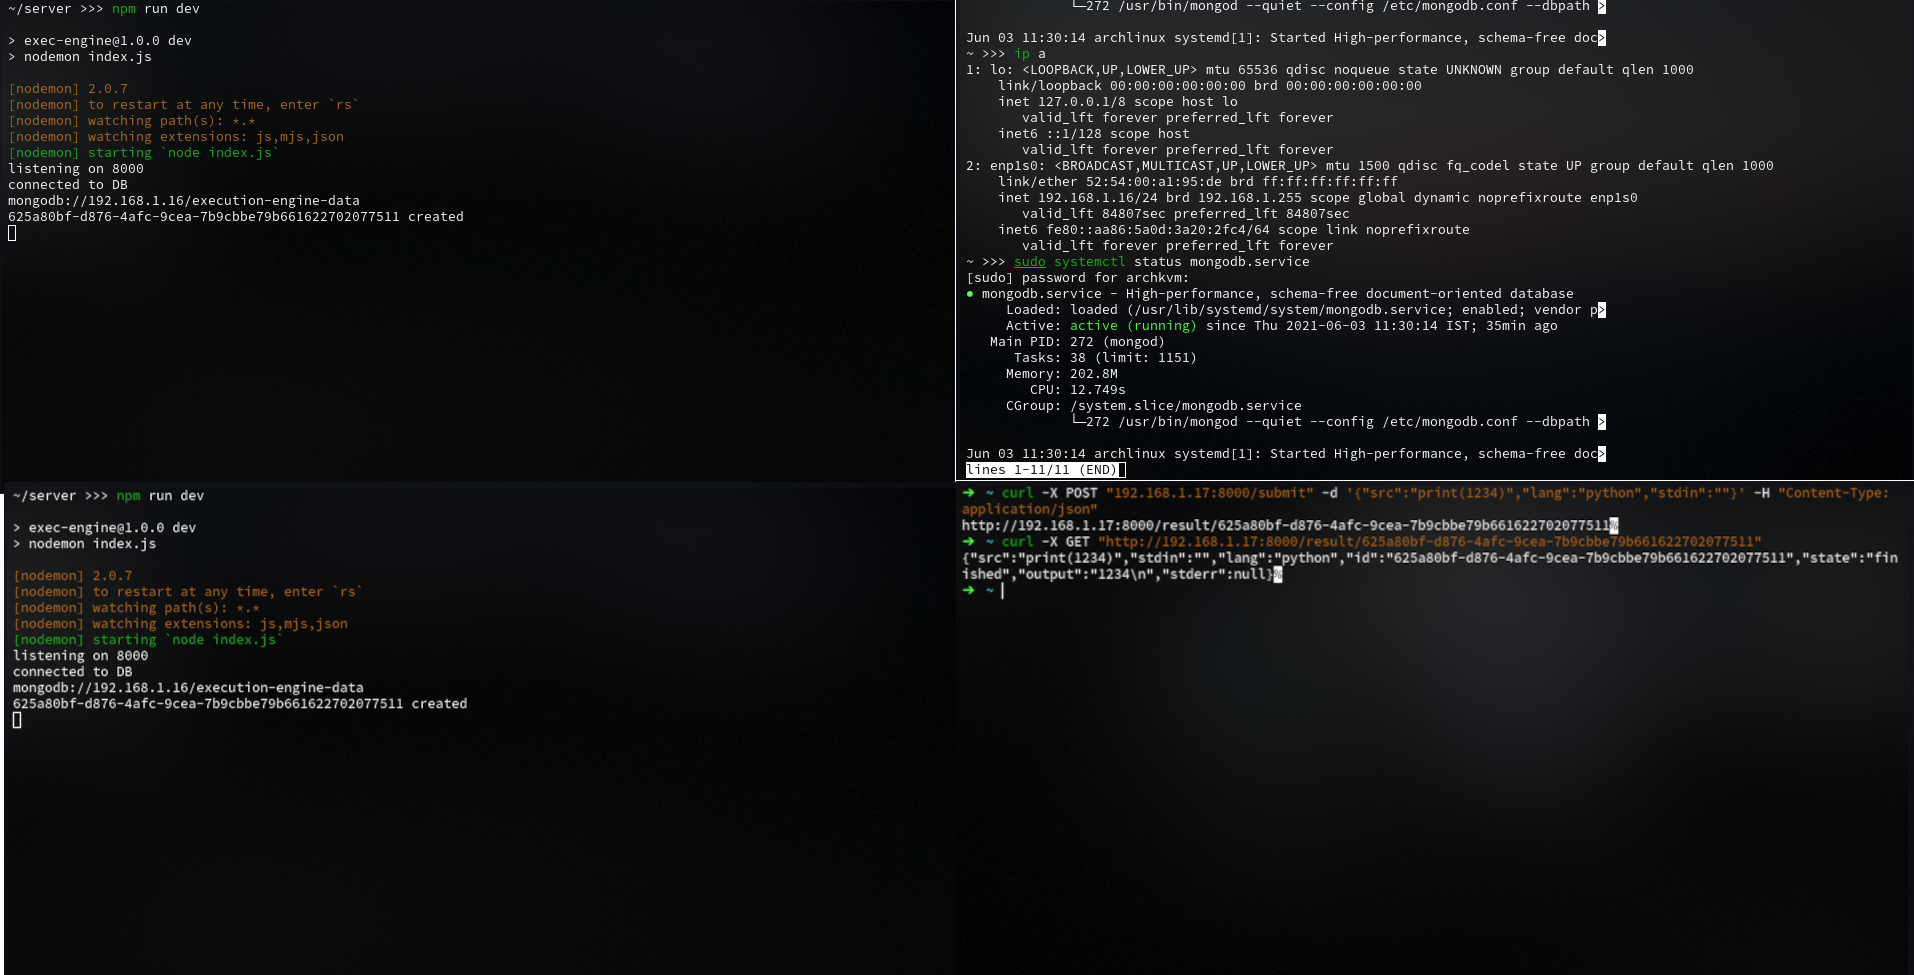 ~/server >>> npm run dev

> exec-engine@1.0.0 dev
> nodemon index.js

[nodemon] 2.0.7
[nodemon] to restart at any time, enter `rs`
[nodemon] watching path(s): *.*
[nodemon] watching extensions: js,mjs,json
[nodemon] starting `node index.js`
listening on 8000
connected to DB
mongodb://192.168.1.16/execution-engine-data
625a80bf-d876-4afc-9cea-7b9cbbe79b661622702077511 created

└─272 /usr/bin/mongod --quiet --config /etc/mongodb.conf --dbpath >

Jun 03 11:30:14 archlinux systemd[1]: Started High-performance, schema-free doc>
~ >>> ip a
1: lo: <LOOPBACK,UP,LOWER_UP> mtu 65536 qdisc noqueue state UNKNOWN group default qlen 1000
    link/loopback 00:00:00:00:00:00 brd 00:00:00:00:00:00
    inet 127.0.0.1/8 scope host lo
       valid_lft forever preferred_lft forever
    inet6 ::1/128 scope host
       valid_lft forever preferred_lft forever
2: enp1s0: <BROADCAST,MULTICAST,UP,LOWER_UP> mtu 1500 qdisc fq_codel state UP group default qlen 1000
    link/ether 52:54:00:a1:95:de brd ff:ff:ff:ff:ff:ff
    inet 192.168.1.16/24 brd 192.168.1.255 scope global dynamic noprefixroute enp1s0
       valid_lft 84807sec preferred_lft 84807sec
    inet6 fe80::aa86:5a0d:3a20:2fc4/64 scope link noprefixroute
       valid_lft forever preferred_lft forever
~ >>> sudo systemctl status mongodb.service
[sudo] password for archkvm:
● mongodb.service - High-performance, schema-free document-oriented database
     Loaded: loaded (/usr/lib/systemd/system/mongodb.service; enabled; vendor p>
     Active: active (running) since Thu 2021-06-03 11:30:14 IST; 35min ago
   Main PID: 272 (mongod)
      Tasks: 38 (limit: 1151)
     Memory: 202.8M
        CPU: 12.749s
     CGroup: /system.slice/mongodb.service
             └─272 /usr/bin/mongod --quiet --config /etc/mongodb.conf --dbpath >

Jun 03 11:30:14 archlinux systemd[1]: Started High-performance, schema-free doc>
lines 1-11/11 (END)

~/server >>> npm run dev

> exec-engine@1.0.0 dev
> nodemon index.js

[nodemon] 2.0.7
[nodemon] to restart at any time, enter `rs`
[nodemon] watching path(s): *.*
[nodemon] watching extensions: js,mjs,json
[nodemon] starting `node index.js`
listening on 8000
connected to DB
mongodb://192.168.1.16/execution-engine-data
625a80bf-d876-4afc-9cea-7b9cbbe79b661622702077511 created

➜ ~ curl -X POST "192.168.1.17:8000/submit" -d '{"src":"print(1234)","lang":"python","stdin":""}' -H "Content-Type:
application/json"
http://192.168.1.17:8000/result/625a80bf-d876-4afc-9cea-7b9cbbe79b661622702077511%
➜ ~ curl -X GET "http://192.168.1.17:8000/result/625a80bf-d876-4afc-9cea-7b9cbbe79b661622702077511"
{"src":"print(1234)","stdin":"","lang":"python","id":"625a80bf-d876-4afc-9cea-7b9cbbe79b661622702077511","state":"fin
ished","output":"1234\n","stderr":null}%
➜ ~